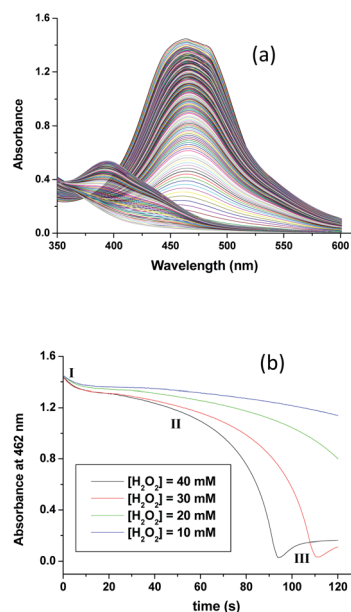 (a)
1.6
1.2
0.8
0.4
0.0
Absorbance
350 400 450 500 550 600
Wavelength (nm)
(b)
1.6
1.2
0.8
0.4
0.0
Absorbance at 462 nm
I
II
III
[H₂O₂] = 40 mM
[H₂O₂] = 30 mM
[H₂O₂] = 20 mM
[H₂O₂] = 10 mM
0 20 40 60 80 100 120
time (s)